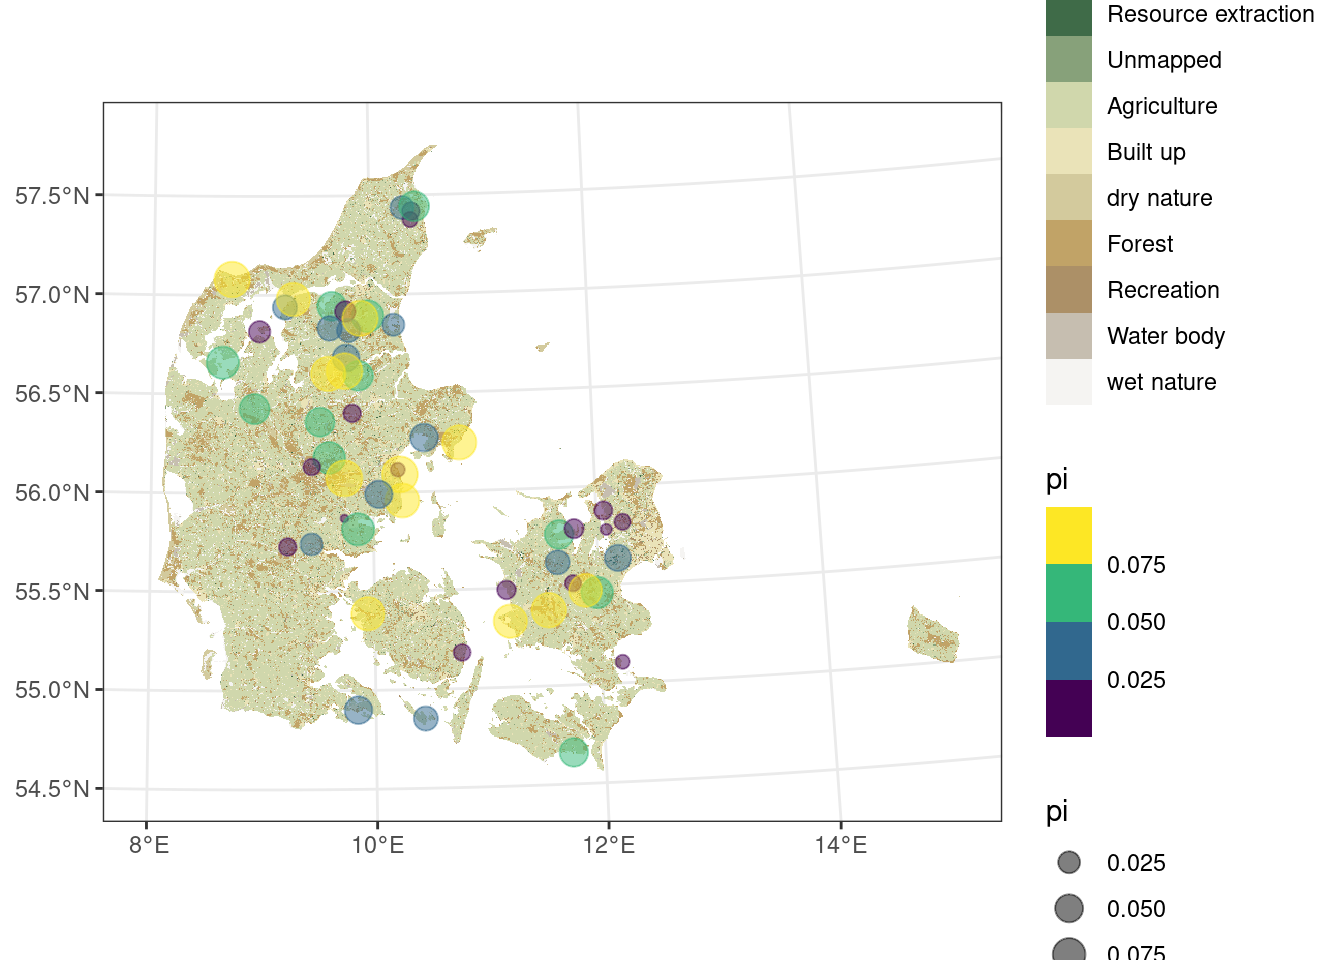 Resource extraction
Unmapped
Agriculture
Built up
dry nature
Forest
Recreation
Water body
wet nature
pi
0.075
0.050
0.025
pi
0.025
0.050
0.075
57.5°N
57.0°N
56.5°N
56.0°N
55.5°N
55.0°N
54.5°N
8°E
10°E
12°E
14°E